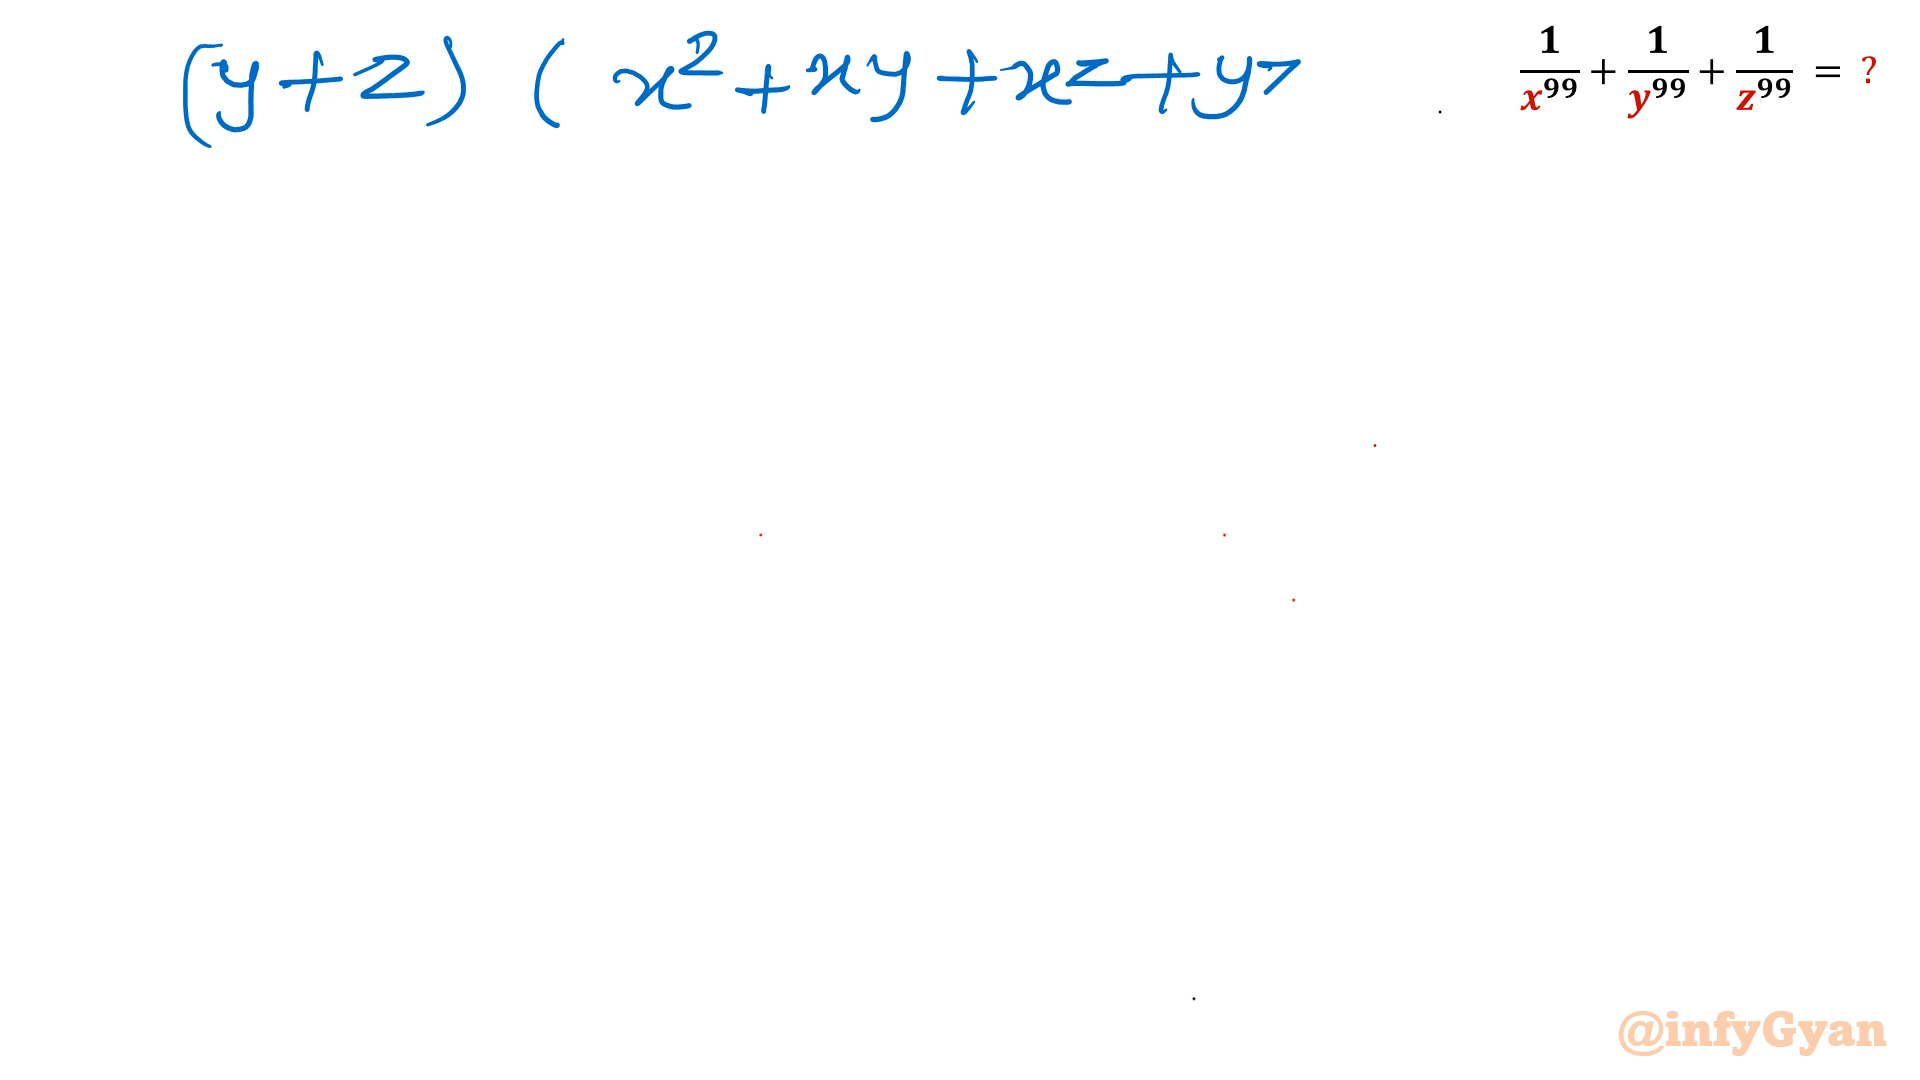 (y+z) ( x²+xy+xz+yz
1/x⁹⁹ + 1/y⁹⁹ + 1/z⁹⁹ = ?
@infyGyan